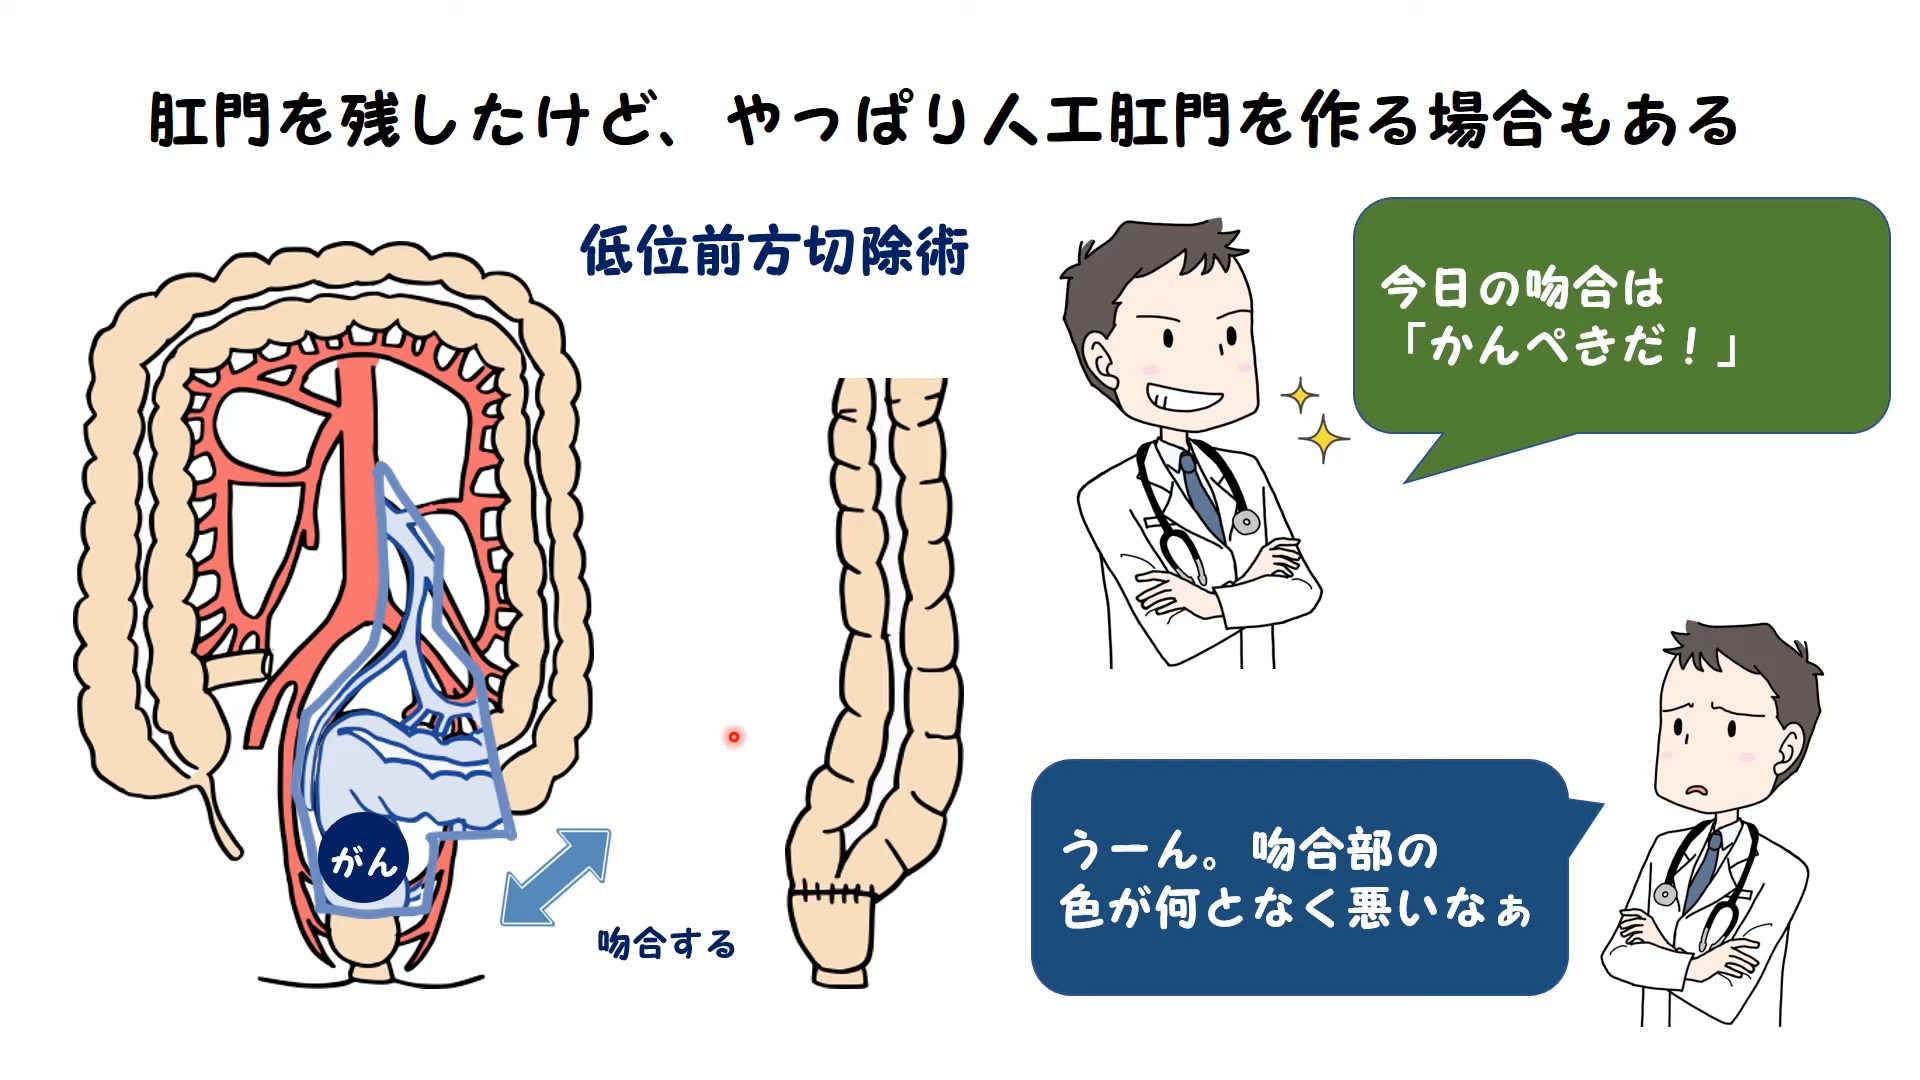 肛門を残したけど、やっぱり人工肛門を作る場合もある
低位前方切除術
今日の吻合は
「かんぺきだ！」
がん
吻合する
うーん。吻合部の
色が何となく悪いなぁ